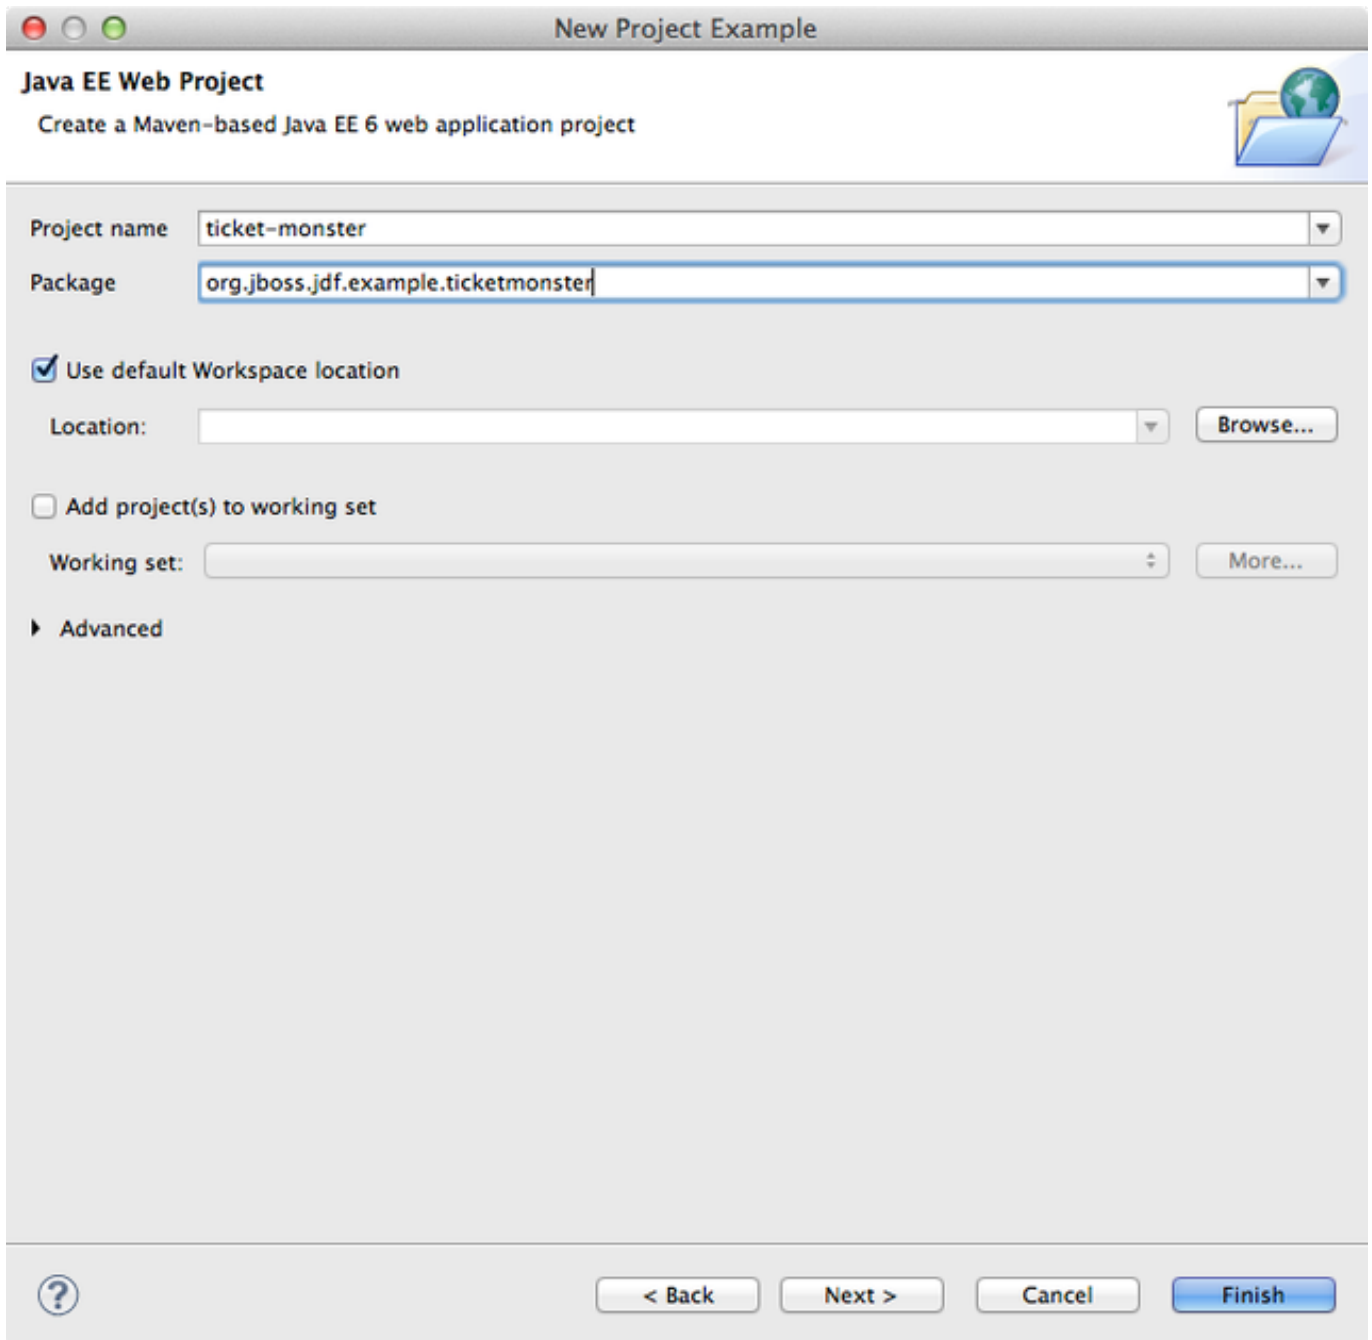 New Project Example
Java EE Web Project
Create a Maven-based Java EE 6 web application project
Project name ticket-monster
Package org.jboss.jdf.example.ticketmonster
Use default Workspace location
Location: Browse...
Add project(s) to working set
Working set: More...
Advanced
? < Back Next > Cancel Finish